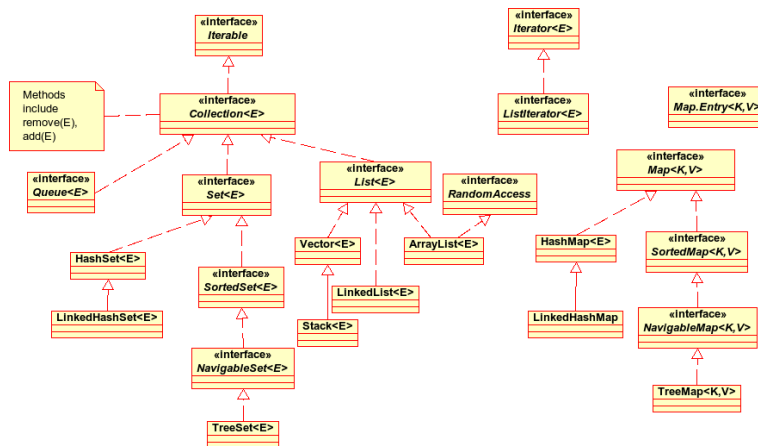 «interface»
Iterable
«interface»
Iterator<E>
Methods
include
remove(E),
add(E)
«interface»
Collection<E>
«interface»
ListIterator<E>
«interface»
Map.Entry<K,V>
«interface»
Queue<E>
«interface»
Set<E>
«interface»
List<E>
«interface»
RandomAccess
«interface»
Map<K,V>
HashSet<E>
Vector<E>
ArrayList<E>
HashMap<E>
«interface»
SortedMap<K,V>
«interface»
SortedSet<E>
LinkedList<E>
LinkedHashSet<E>
Stack<E>
LinkedHashMap
«interface»
NavigableMap<K,V>
«interface»
NavigableSet<E>
TreeMap<K,V>
TreeSet<E>